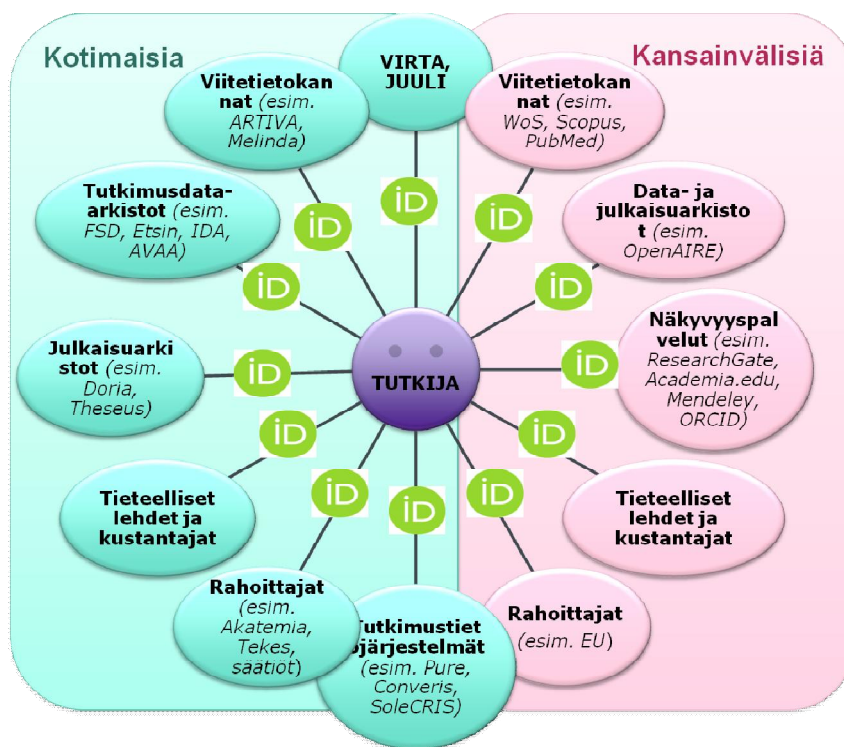 Kotimaisia
Kansainvälisiä
VIRTA,
JUULI
Viitetietokan
nat (esim.
ARTIVA,
Melinda)
Viitetietokan
nat (esim.
WoS, Scopus,
PubMed)
Tutkimusdata-
arkistot (esim.
FSD, Etsin, IDA,
AVAA)
Data- ja
julkaisuarkisto
t (esim.
OpenAIRE)
Julkaisuarki
stot (esim.
Doria,
Theseus)
Näkyvyyspal
velut (esim.
ResearchGate,
Academia.edu,
Mendeley,
ORCID)
TUTKIJA
Tieteelliset
lehdet ja
kustantajat
Tieteelliset
lehdet ja
kustantajat
Rahoittajat
(esim.
Akatemia,
Tekes,
säätiöt)
Tutkimustiet
ojärjestelmät
(esim. Pure,
Converis,
SoleCRIS)
Rahoittajat
(esim. EU)
iD
iD
iD
iD
iD
iD
iD
iD
iD
iD
iD
iD